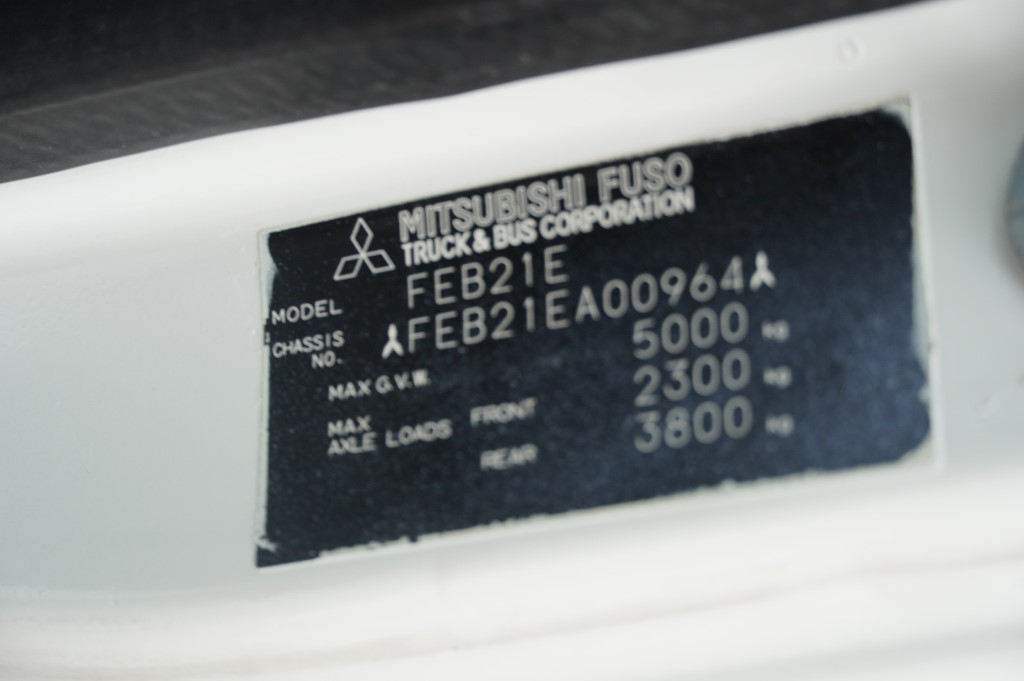 MITSUBISHI FUSO
TRUCK & BUS CORPORATION
MODEL FEB21E
CHASSIS NO. FEB21EA00964
MAX G.V.W. 5000 kg
MAX AXLE LOADS FRONT 2300 kg
REAR 3800 kg